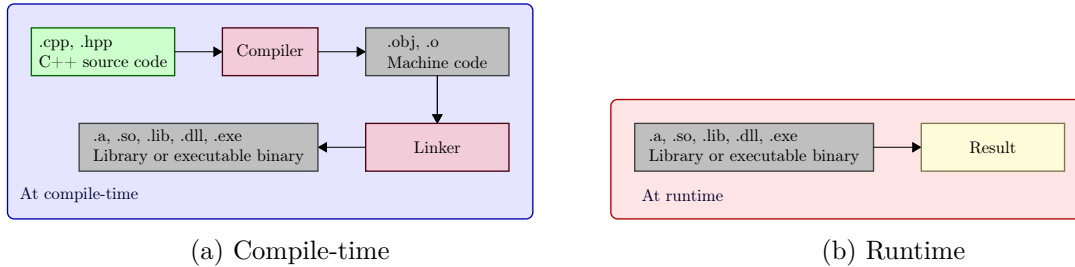 .cpp, .hpp
C++ source code
Compiler
.obj, .o
Machine code
.a, .so, .lib, .dll, .exe
Library or executable binary
Linker
At compile-time
(a) Compile-time
.a, .so, .lib, .dll, .exe
Library or executable binary
Result
At runtime
(b) Runtime